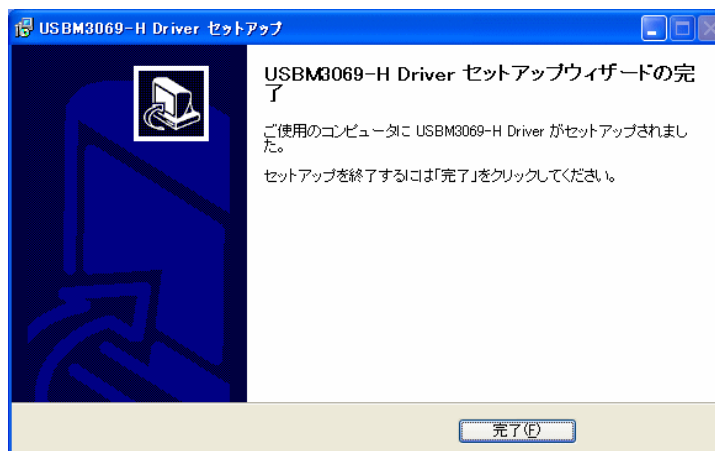 USBM3069-H Driver セットアップ
USBM3069-H Driver セットアップウィザードの完
了
ご使用のコンピュータに USBM3069-H Driver がセットアップされまし
た。
セットアップを終了するには「完了」をクリックしてください。
完了(F)